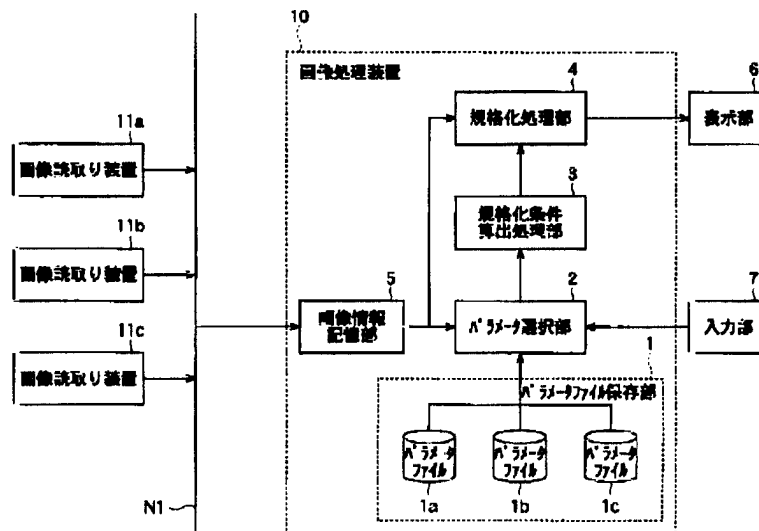 10
画像処理装置
4
規格化処理部
6
表示部
11a
画像読取り装置
3
規格化条件
算出処理部
11b
画像読取り装置
5
画像情報
記憶部
2
パラメータ選択部
7
入力部
11c
画像読取り装置
1
パラメータファイル保存部
パラメータ
ファイル
パラメータ
ファイル
パラメータ
ファイル
1a
1b
1c
N1